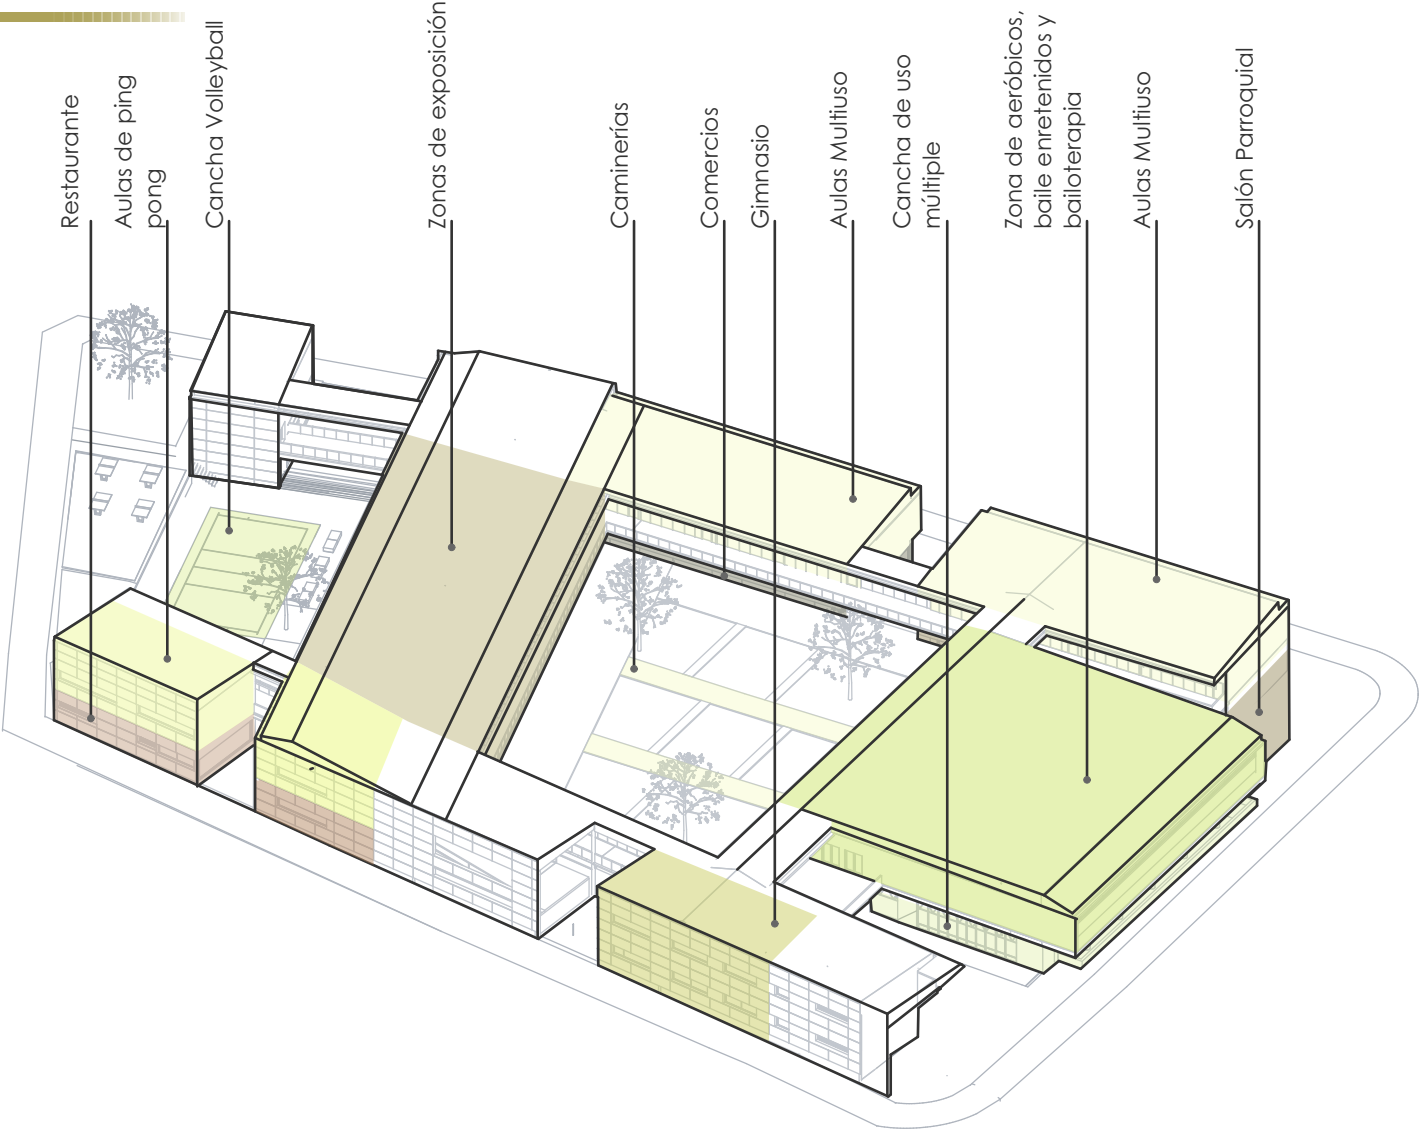 Restaurante
Aulas de ping
pong
Cancha Volleyball
Zonas de exposición
Caminerías
Comercios
Gimnasio
Aulas Multiuso
Cancha de uso
múltiple
Zona de aeróbicos,
baile enretenidos y
bailoterapia
Aulas Multiuso
Salón Parroquial